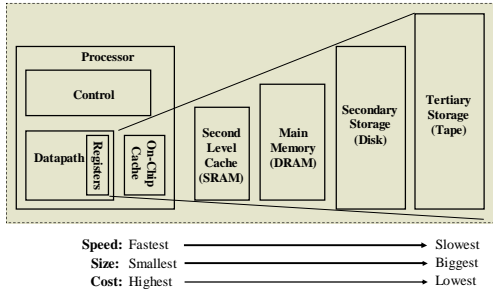 Processor
Control
Datapath
Registers
On-Chip
Cache
Second
Level
Cache
(SRAM)
Main
Memory
(DRAM)
Secondary
Storage
(Disk)
Tertiary
Storage
(Tape)
Speed: Fastest Slowest
Size: Smallest Biggest
Cost: Highest Lowest